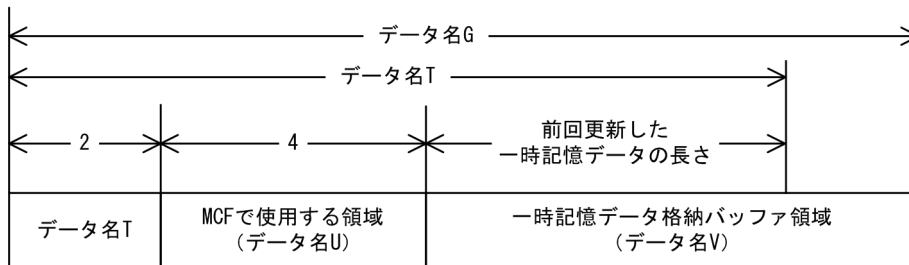 データ名G
データ名T
2
4
前回更新した
一時記憶データの長さ
データ名T
MCFで使用する領域
(データ名U)
一時記憶データ格納バッファ領域
(データ名V)